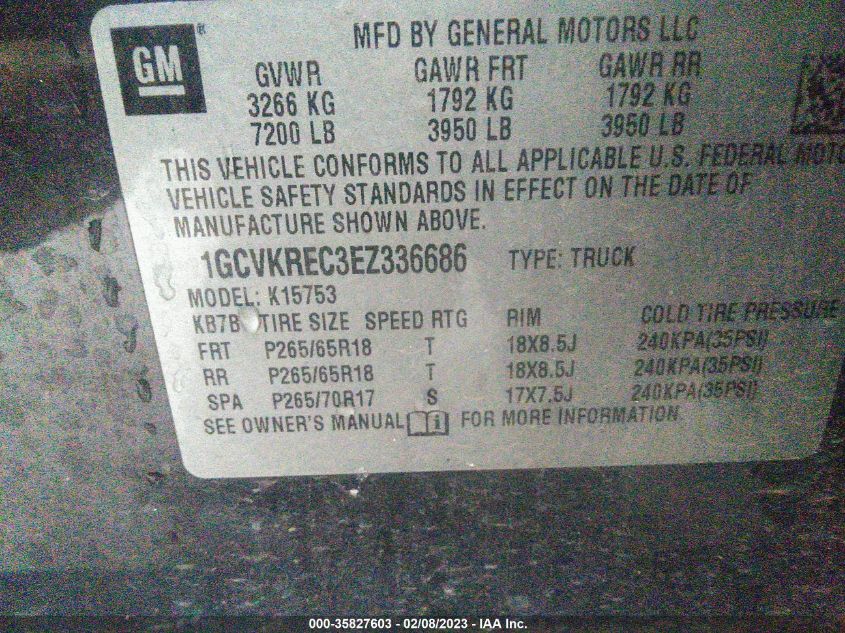 GM ®
MFD BY GENERAL MOTORS LLC
GVWR GAWR FRT GAWR RR
3266 KG 1792 KG 1792 KG
7200 LB 3950 LB 3950 LB
THIS VEHICLE CONFORMS TO ALL APPLICABLE U.S. FEDERAL MOTO
VEHICLE SAFETY STANDARDS IN EFFECT ON THE DATE OF
MANUFACTURE SHOWN ABOVE.
1GCVKREC3EZ336686 TYPE: TRUCK
MODEL: K15753
KB7B TIRE SIZE SPEED RTG RIM COLD TIRE PRESSURE
FRT P265/65R18 T 18X8.5J 240KPA(35PSI)
RR P265/65R18 T 18X8.5J 240KPA(35PSI)
SPA P265/70R17 S 17X7.5J 240KPA(35PSI)
SEE OWNER'S MANUAL i FOR MORE INFORMATION.
000-35827603 — 02/08/2023 — IAA Inc.